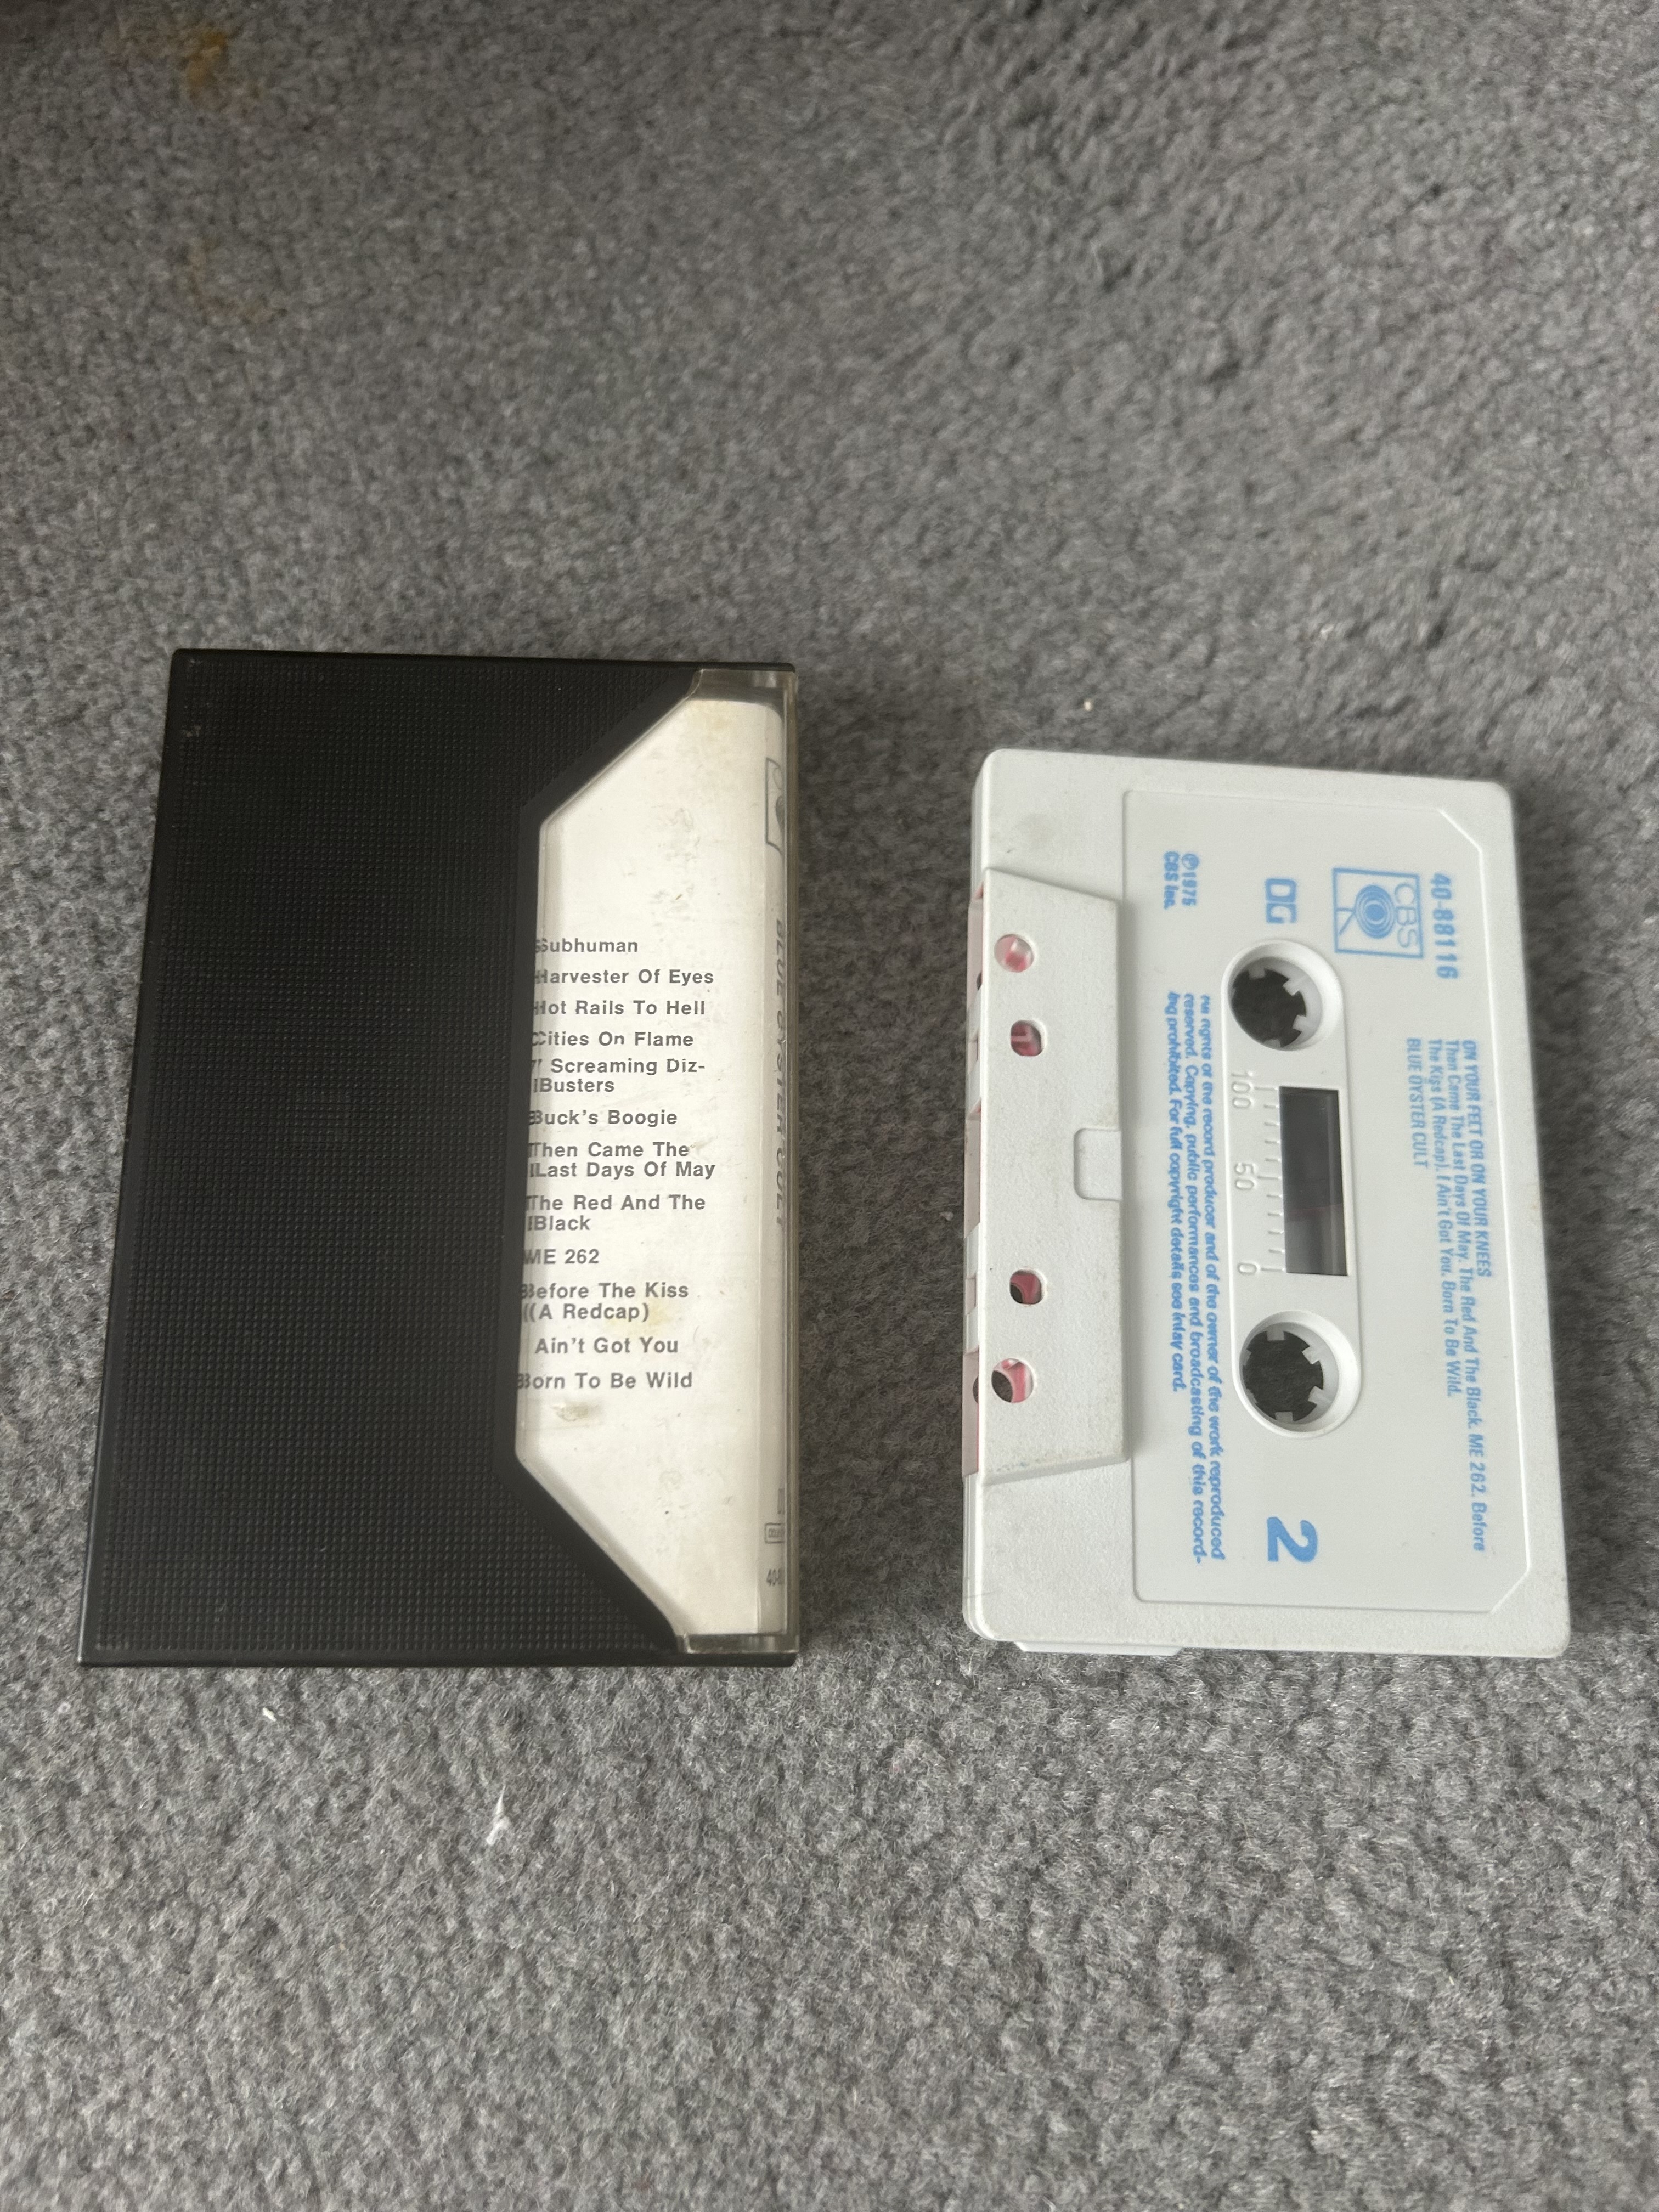 Subhuman
Harvester Of Eyes
Hot Rails To Hell
Cities On Flame
7 Screaming Diz-
Busters
Buck's Boogie
Then Came The
Last Days Of May
The Red And The
Black
ME 262
Before The Kiss
(A Redcap)
Ain't Got You
Born To Be Wild
BLUE OYSTER CULT
40-88116
CBS
ON YOUR FEET OR ON YOUR KNEES
Then Came The Last Days Of May. The Red And The Black. ME 262. Before
The Kiss (A Redcap). I Ain't Got You. Born To Be Wild.
BLUE OYSTER CULT
DG
2
100 50 0
℗1975
CBS Inc.
All rights of the record producer and of the owner of the work reproduced
reserved. Copying, public performances and broadcasting of this record-
ing prohibited. For full copyright details see inlay card.